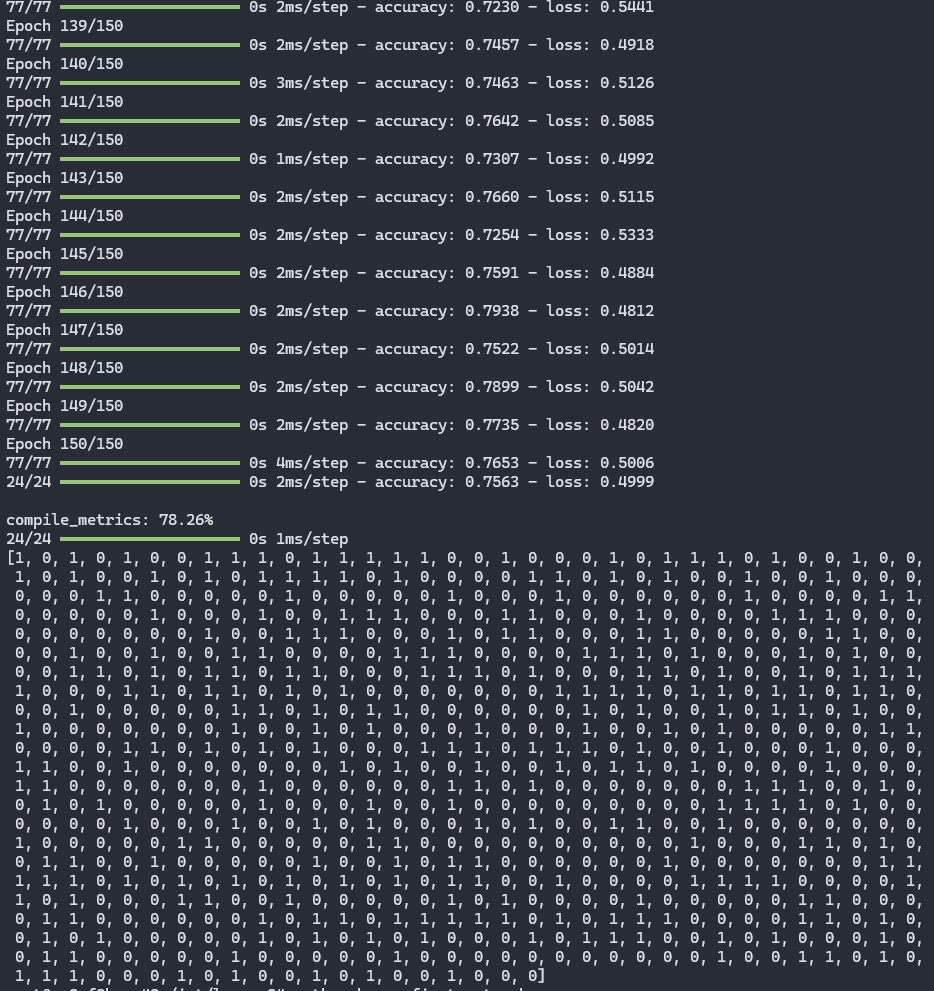 77/77 ━━━━━━━━━━━━━━━━━━━━ 0s 2ms/step - accuracy: 0.7230 - loss: 0.5441
Epoch 139/150
77/77 ━━━━━━━━━━━━━━━━━━━━ 0s 2ms/step - accuracy: 0.7457 - loss: 0.4918
Epoch 140/150
77/77 ━━━━━━━━━━━━━━━━━━━━ 0s 3ms/step - accuracy: 0.7463 - loss: 0.5126
Epoch 141/150
77/77 ━━━━━━━━━━━━━━━━━━━━ 0s 2ms/step - accuracy: 0.7642 - loss: 0.5085
Epoch 142/150
77/77 ━━━━━━━━━━━━━━━━━━━━ 0s 1ms/step - accuracy: 0.7307 - loss: 0.4992
Epoch 143/150
77/77 ━━━━━━━━━━━━━━━━━━━━ 0s 2ms/step - accuracy: 0.7660 - loss: 0.5115
Epoch 144/150
77/77 ━━━━━━━━━━━━━━━━━━━━ 0s 2ms/step - accuracy: 0.7254 - loss: 0.5333
Epoch 145/150
77/77 ━━━━━━━━━━━━━━━━━━━━ 0s 2ms/step - accuracy: 0.7591 - loss: 0.4884
Epoch 146/150
77/77 ━━━━━━━━━━━━━━━━━━━━ 0s 2ms/step - accuracy: 0.7938 - loss: 0.4812
Epoch 147/150
77/77 ━━━━━━━━━━━━━━━━━━━━ 0s 2ms/step - accuracy: 0.7522 - loss: 0.5014
Epoch 148/150
77/77 ━━━━━━━━━━━━━━━━━━━━ 0s 2ms/step - accuracy: 0.7899 - loss: 0.5042
Epoch 149/150
77/77 ━━━━━━━━━━━━━━━━━━━━ 0s 2ms/step - accuracy: 0.7735 - loss: 0.4820
Epoch 150/150
77/77 ━━━━━━━━━━━━━━━━━━━━ 0s 4ms/step - accuracy: 0.7653 - loss: 0.5006
24/24 ━━━━━━━━━━━━━━━━━━━━ 0s 2ms/step - accuracy: 0.7563 - loss: 0.4999
compile_metrics: 78.26%
24/24 ━━━━━━━━━━━━━━━━━━━━ 0s 1ms/step
[1, 0, 1, 0, 1, 0, 0, 1, 1, 1, 0, 1, 1, 1, 1, 1, 0, 0, 1, 0, 0, 0, 1, 0, 1, 1, 1, 0, 1, 0, 0, 1, 0, 0,
1, 0, 1, 0, 0, 1, 0, 1, 0, 1, 1, 1, 1, 0, 1, 0, 0, 0, 0, 1, 1, 0, 1, 0, 1, 0, 0, 1, 0, 0, 1, 0, 0, 0,
0, 0, 0, 1, 1, 0, 0, 0, 0, 0, 1, 0, 0, 0, 0, 0, 1, 0, 0, 0, 1, 0, 0, 0, 0, 0, 0, 1, 0, 0, 0, 0, 1, 1,
0, 0, 0, 0, 0, 1, 0, 0, 0, 1, 0, 0, 1, 1, 1, 0, 0, 0, 1, 1, 0, 0, 0, 1, 0, 0, 0, 0, 1, 1, 1, 0, 0, 0,
0, 0, 0, 0, 0, 0, 0, 1, 0, 0, 1, 1, 1, 0, 0, 0, 1, 0, 1, 1, 0, 0, 0, 1, 1, 0, 0, 0, 0, 0, 1, 1, 0, 0,
0, 0, 1, 0, 0, 1, 0, 0, 1, 1, 0, 0, 0, 0, 1, 1, 1, 0, 0, 0, 0, 1, 1, 1, 0, 1, 0, 0, 0, 1, 0, 1, 0, 0,
0, 0, 1, 1, 0, 1, 0, 1, 1, 0, 1, 1, 0, 0, 0, 1, 1, 1, 0, 1, 0, 0, 0, 0, 1, 1, 0, 1, 0, 0, 1, 1, 1, 1,
1, 0, 0, 0, 1, 1, 0, 1, 1, 0, 1, 0, 1, 0, 0, 0, 0, 0, 0, 0, 1, 1, 1, 1, 0, 1, 1, 0, 1, 0, 1, 1, 0,
0, 0, 1, 0, 0, 0, 0, 0, 1, 1, 0, 1, 0, 1, 1, 0, 0, 0, 0, 0, 0, 1, 0, 1, 0, 0, 1, 0, 1, 1, 0, 1, 0, 0,
1, 0, 0, 0, 0, 0, 0, 0, 1, 0, 0, 1, 0, 1, 0, 0, 0, 1, 0, 0, 0, 1, 0, 0, 1, 0, 1, 0, 0, 0, 0, 0, 1, 1,
0, 0, 0, 0, 1, 1, 0, 1, 0, 1, 0, 1, 0, 0, 0, 1, 1, 1, 0, 1, 1, 1, 0, 1, 0, 0, 1, 0, 0, 0, 1, 0, 0, 0,
1, 1, 0, 0, 1, 0, 0, 0, 0, 0, 0, 0, 1, 0, 1, 0, 0, 1, 0, 0, 1, 0, 1, 1, 0, 1, 0, 0, 0, 0, 1, 0, 0, 0,
1, 1, 0, 0, 0, 0, 0, 0, 0, 1, 0, 0, 0, 0, 0, 0, 1, 1, 0, 1, 0, 0, 0, 0, 0, 0, 0, 1, 1, 1, 0, 1, 0, 0,
0, 1, 0, 1, 0, 0, 0, 0, 0, 1, 0, 0, 0, 1, 0, 0, 1, 0, 0, 0, 0, 0, 0, 0, 0, 0, 1, 1, 1, 1, 0, 1, 0, 0,
0, 0, 0, 0, 1, 0, 0, 0, 1, 0, 0, 1, 0, 1, 0, 0, 0, 1, 0, 1, 0, 0, 1, 1, 0, 0, 1, 0, 0, 0, 0, 0, 0, 0,
1, 0, 0, 0, 0, 0, 1, 1, 0, 0, 0, 0, 0, 1, 1, 0, 0, 0, 0, 0, 0, 0, 0, 0, 0, 1, 0, 0, 0, 1, 1, 0, 1, 0,
0, 1, 1, 0, 0, 1, 0, 0, 0, 0, 0, 1, 0, 0, 1, 0, 1, 1, 0, 0, 0, 0, 0, 0, 1, 0, 0, 0, 0, 0, 0, 0, 1, 1,
1, 1, 1, 0, 1, 0, 1, 0, 1, 0, 1, 0, 1, 0, 1, 0, 1, 1, 0, 0, 1, 0, 0, 0, 0, 1, 1, 1, 1, 0, 0, 0, 0, 1,
1, 0, 1, 0, 0, 0, 1, 1, 0, 0, 1, 0, 0, 0, 0, 0, 0, 1, 0, 1, 0, 0, 0, 1, 0, 0, 0, 0, 0, 1, 0, 0, 1, 0,
0, 1, 1, 0, 0, 0, 0, 0, 0, 1, 0, 1, 1, 0, 1, 1, 1, 1, 1, 0, 1, 0, 1, 1, 1, 0, 0, 0, 0, 1, 1, 0, 1, 0,
0, 1, 0, 1, 0, 0, 0, 0, 0, 1, 0, 1, 0, 1, 0, 1, 0, 0, 0, 1, 0, 1, 1, 1, 0, 0, 1, 0, 1, 0, 0, 0, 1, 0,
0, 1, 1, 0, 0, 0, 0, 0, 1, 0, 0, 0, 0, 1, 0, 0, 0, 0, 0, 1, 0, 0, 0, 0, 0, 0, 1, 0, 0, 1, 1, 0, 1, 0,
1, 1, 1, 0, 0, 0, 1, 0, 1, 0, 0, 1, 0, 1, 0, 0, 1, 0, 0, 0]